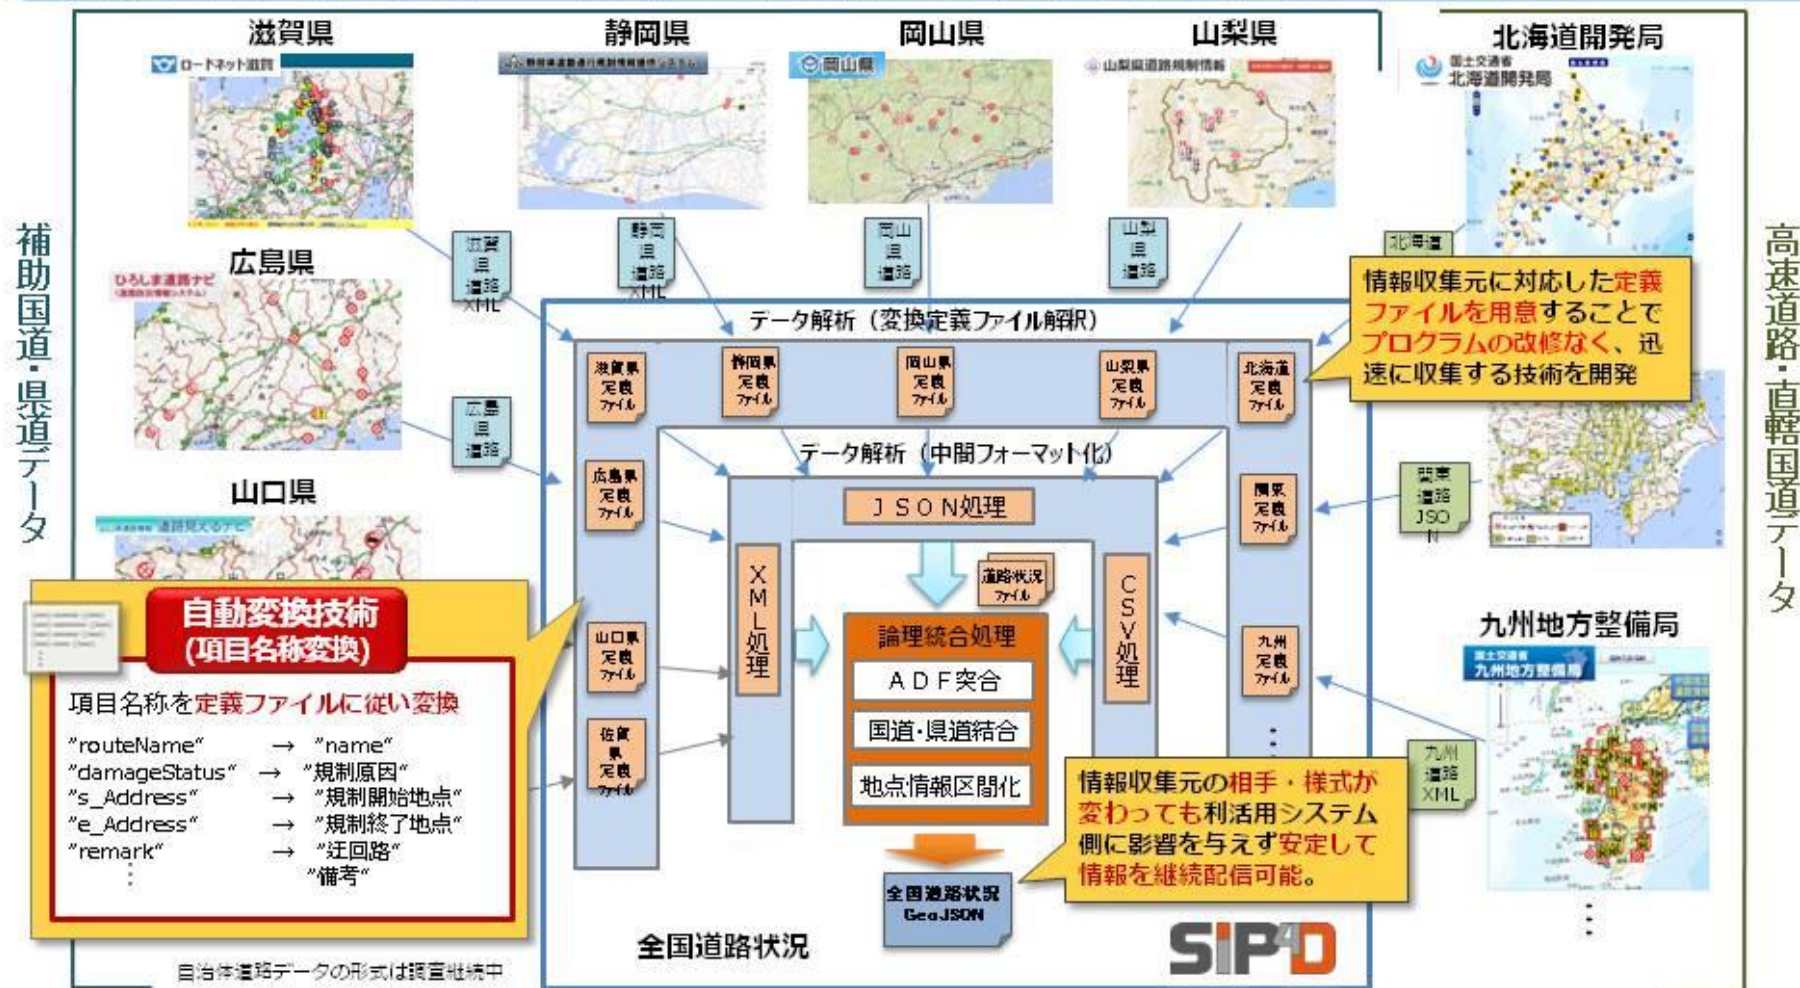 滋賀県
静岡県
岡山県
山梨県
北海道開発局
ロードネット滋賀
岡山県
山梨県道路規制情報
国土交通省
北海道開発局
補助国道・県道データ
高速道路・直轄国道データ
滋賀
県
道路
XML
静岡
県
道路
XML
岡山
県
道路
山梨
県
道路
北海道
広島県
ひろしま道路ナビ
広島
県
道路
山口県
道路見えるナビ
データ解析（変換定義ファイル解釈）
滋賀県
定義
ファイル
静岡県
定義
ファイル
岡山県
定義
ファイル
山梨県
定義
ファイル
北海道
定義
ファイル
情報収集元に対応した定義
ファイルを用意することで
プログラムの改修なく、迅
速に収集する技術を開発
データ解析（中間フォーマット化）
広島県
定義
ファイル
ＪＳＯＮ処理
関東
定義
ファイル
関東
道路
JSO
N
ＸＭＬ処理
ＣＳＶ処理
道路状況
ファイル
論理統合処理
ＡＤＦ突合
国道・県道結合
地点情報区間化
山口県
定義
ファイル
佐賀
県
定義
ファイル
九州
定義
ファイル
九州地方整備局
国土交通省
九州地方整備局
九州
道路
XML
自動変換技術
(項目名称変換)
項目名称を定義ファイルに従い変換
"routeName" → "name"
"damageStatus" → "規制原因"
"s_Address" → "規制開始地点"
"e_Address" → "規制終了地点"
"remark" → "迂回路"
"備考"
情報収集元の相手・様式が
変わっても利活用システム
側に影響を与えず安定して
情報を継続配信可能。
全国道路状況
GeoJSON
全国道路状況
SIP4D
自治体道路データの形式は調査継続中